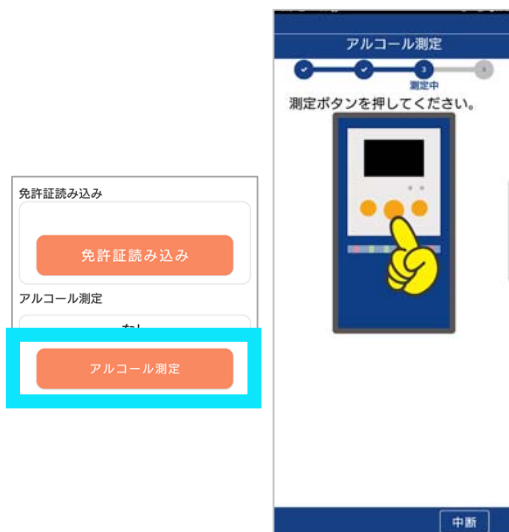 免許証読み込み
免許証読み込み
アルコール測定
アルコール測定
アルコール測定
3
測定中
測定ボタンを押してください。
中断